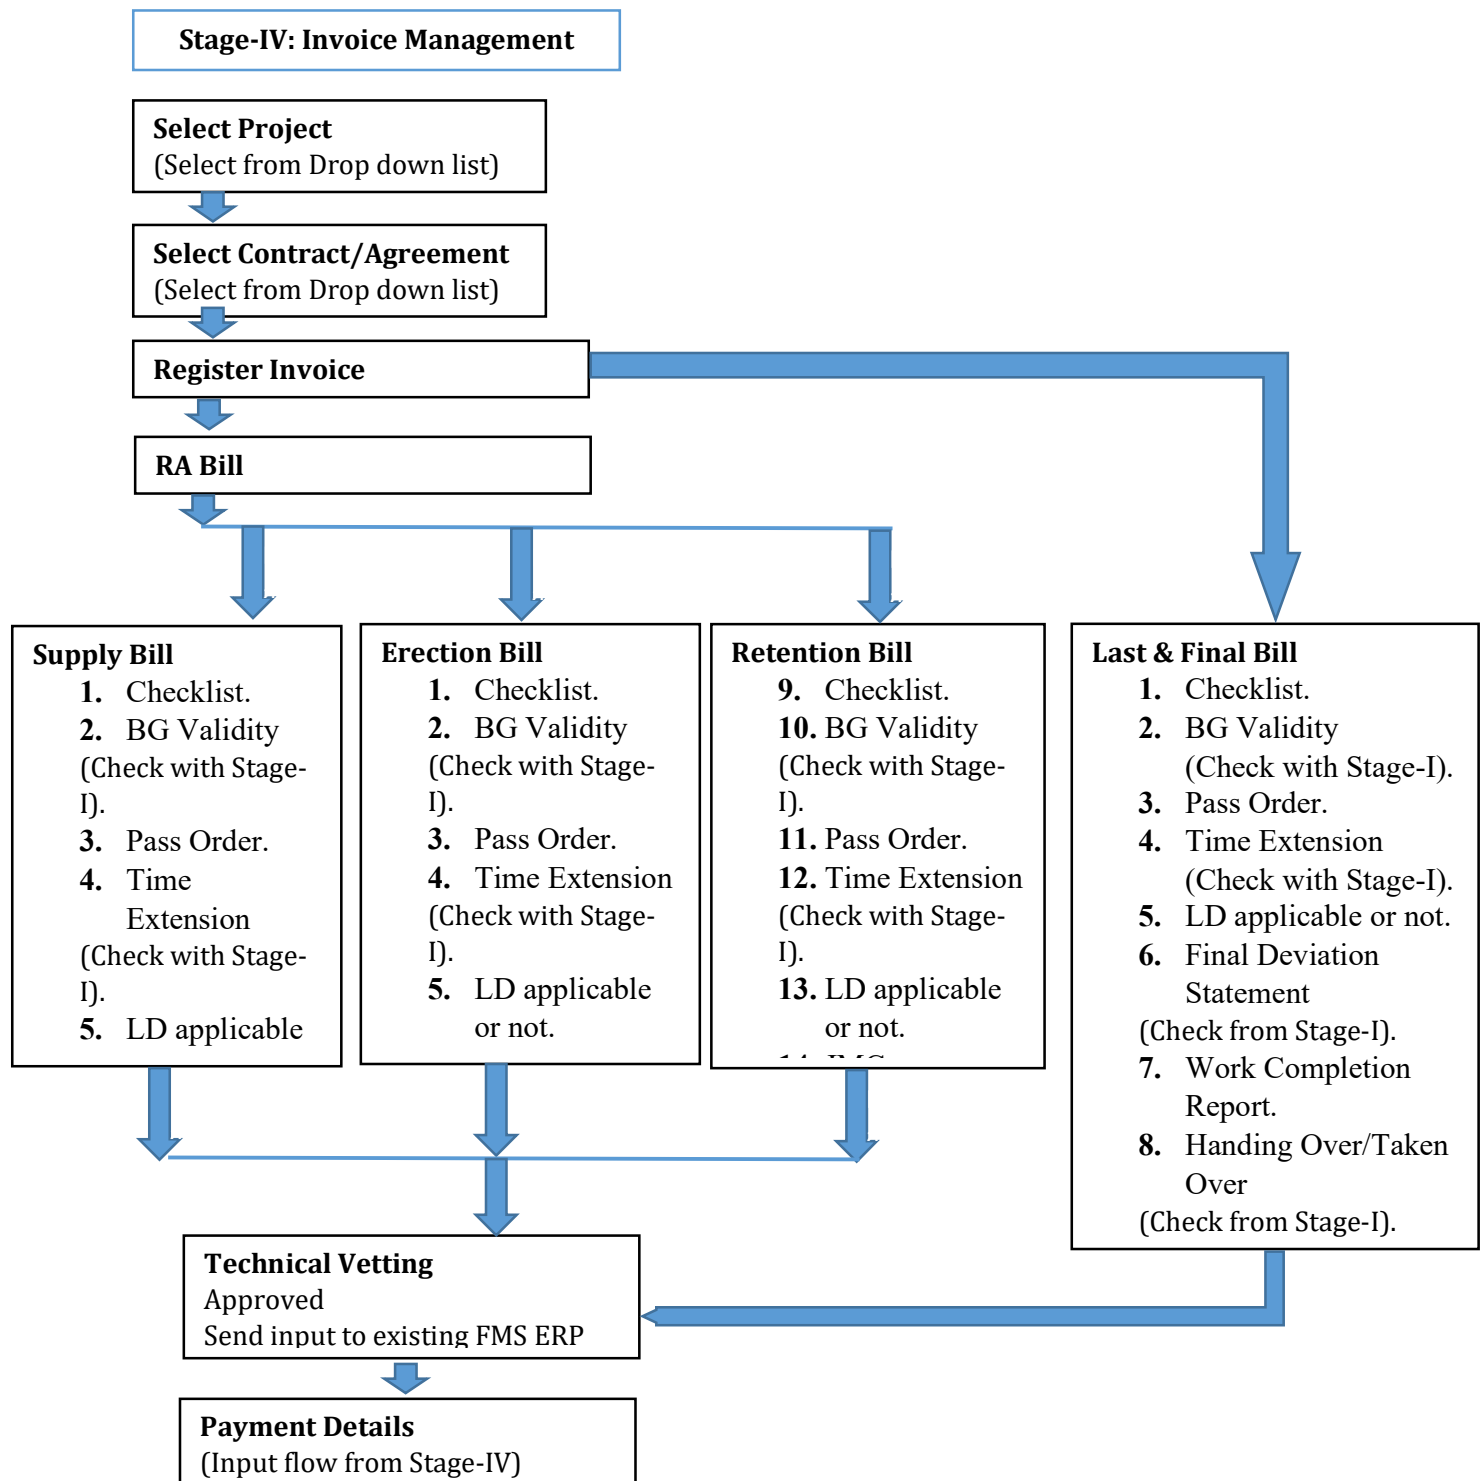 Stage-IV: Invoice Management
Select Project
(Select from Drop down list)
Select Contract/Agreement
(Select from Drop down list)
Register Invoice
RA Bill
Supply Bill
1. Checklist.
2. BG Validity
(Check with Stage-
I).
3. Pass Order.
4. Time
Extension
(Check with Stage-
I).
5. LD applicable
Erection Bill
1. Checklist.
2. BG Validity
(Check with Stage-
I).
3. Pass Order.
4. Time Extension
(Check with Stage-
I).
5. LD applicable
or not.
Retention Bill
9. Checklist.
10. BG Validity
(Check with Stage-
I).
11. Pass Order.
12. Time Extension
(Check with Stage-
I).
13. LD applicable
or not.
Last & Final Bill
1. Checklist.
2. BG Validity
(Check with Stage-I).
3. Pass Order.
4. Time Extension
(Check with Stage-I).
5. LD applicable or not.
6. Final Deviation
Statement
(Check from Stage-I).
7. Work Completion
Report.
8. Handing Over/Taken
Over
(Check from Stage-I).
Technical Vetting
Approved
Send input to existing FMS ERP
Payment Details
(Input flow from Stage-IV)